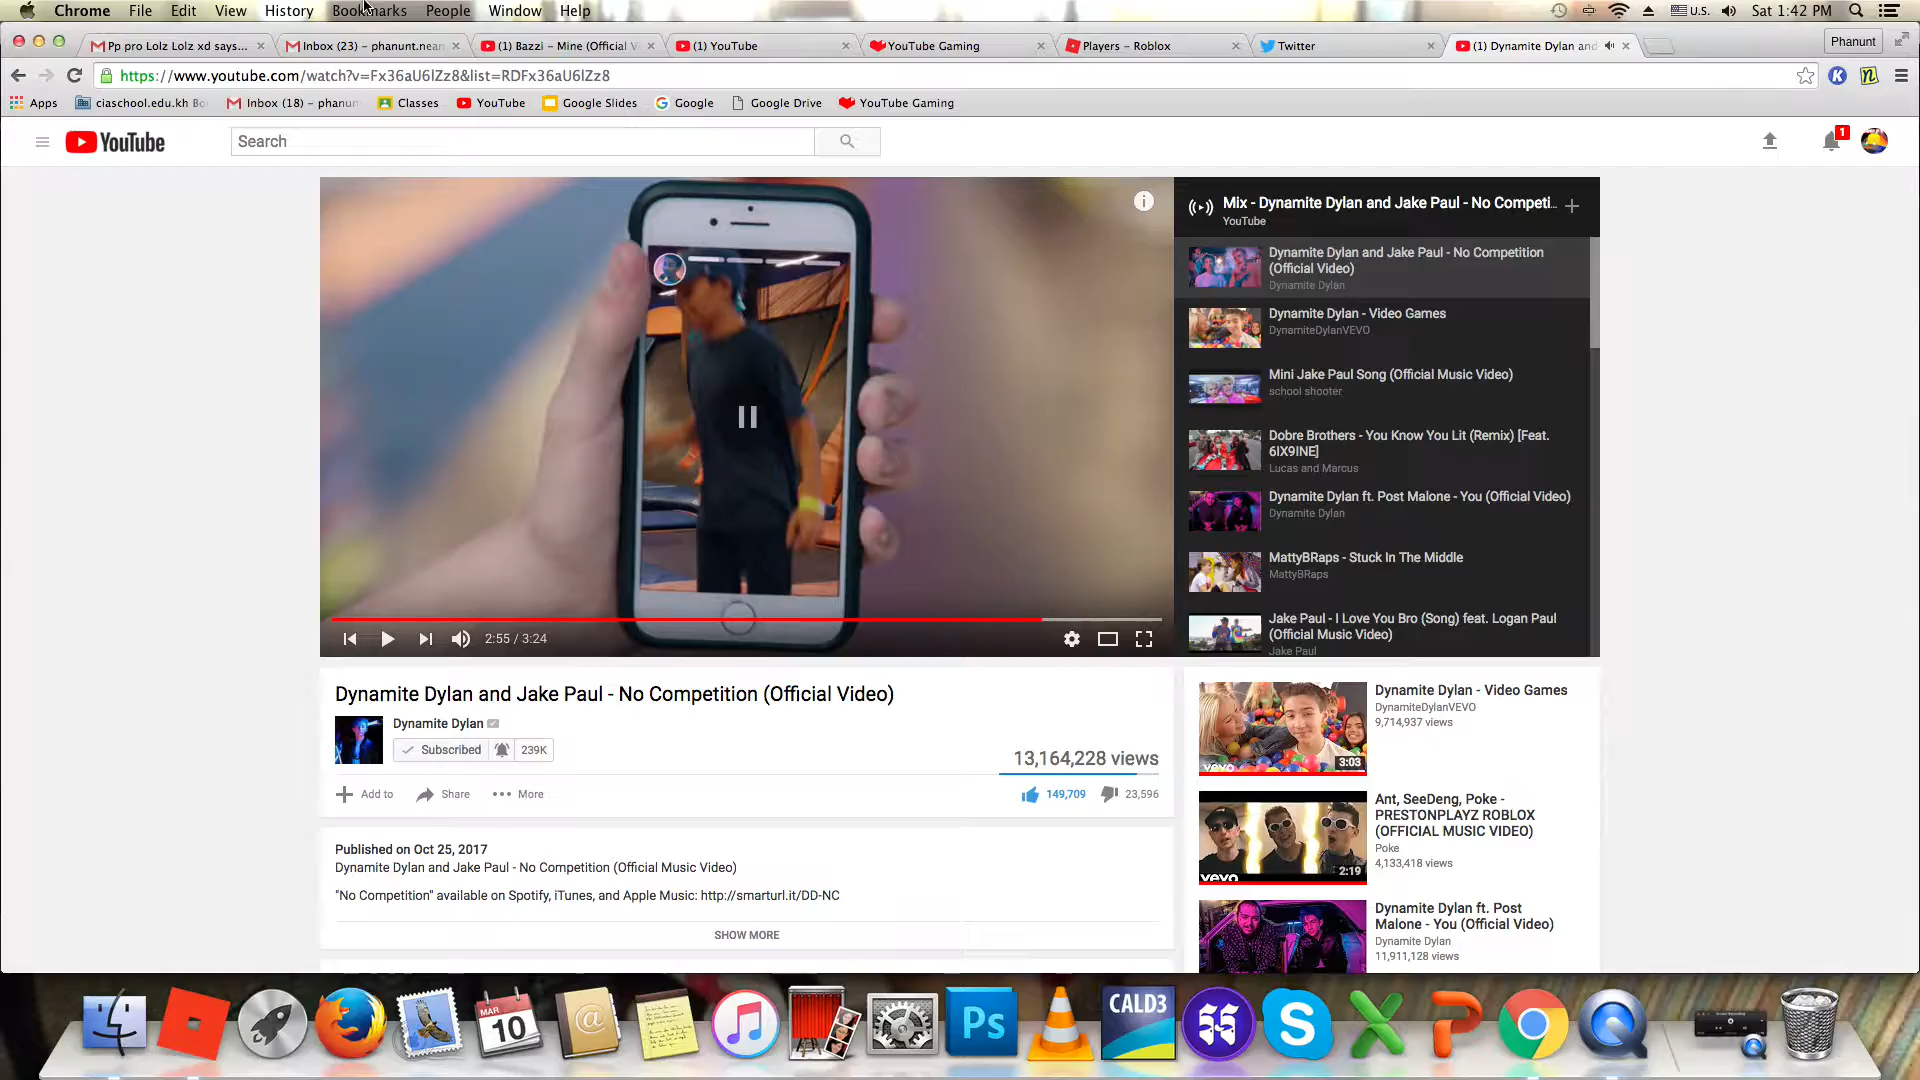 Chrome File Edit View History Bookmarks People Window Help U.S. Sat 1:42 PM
Pp pro Lolz Lolz xd says... Inbox (23) – phanunt.nean (1) Bazzi – Mine (Official V (1) YouTube YouTube Gaming Players – Roblox Twitter (1) Dynamite Dylan and Phanunt
https://www.youtube.com/watch?v=Fx36aU6lZz8&list=RDFx36aU6lZz8
Apps ciaschool.edu.kh Bo Inbox (18) – phanun Classes YouTube Google Slides Google Google Drive YouTube Gaming
YouTube Search 1
Mix - Dynamite Dylan and Jake Paul - No Competi...
YouTube
Dynamite Dylan and Jake Paul - No Competition
(Official Video)
Dynamite Dylan
Dynamite Dylan - Video Games
DynamiteDylanVEVO
Mini Jake Paul Song (Official Music Video)
school shooter
Dobre Brothers - You Know You Lit (Remix) [Feat.
6IX9INE]
Lucas and Marcus
Dynamite Dylan ft. Post Malone - You (Official Video)
Dynamite Dylan
MattyBRaps - Stuck In The Middle
MattyBRaps
Jake Paul - I Love You Bro (Song) feat. Logan Paul
(Official Music Video)
Jake Paul
2:55 / 3:24
Dynamite Dylan and Jake Paul - No Competition (Official Video)
Dynamite Dylan
Subscribed 239K
13,164,228 views
Add to Share More 149,709 23,596
Published on Oct 25, 2017
Dynamite Dylan and Jake Paul - No Competition (Official Music Video)
"No Competition" available on Spotify, iTunes, and Apple Music: http://smarturl.it/DD-NC
SHOW MORE
Dynamite Dylan - Video Games
DynamiteDylanVEVO
9,714,937 views
vevo 3:03
Ant, SeeDeng, Poke -
PRESTONPLAYZ ROBLOX
(OFFICIAL MUSIC VIDEO)
Poke
4,133,418 views
vevo 2:19
Dynamite Dylan ft. Post
Malone - You (Official Video)
Dynamite Dylan
11,911,128 views
MAR
10
Ps
CALD3
S